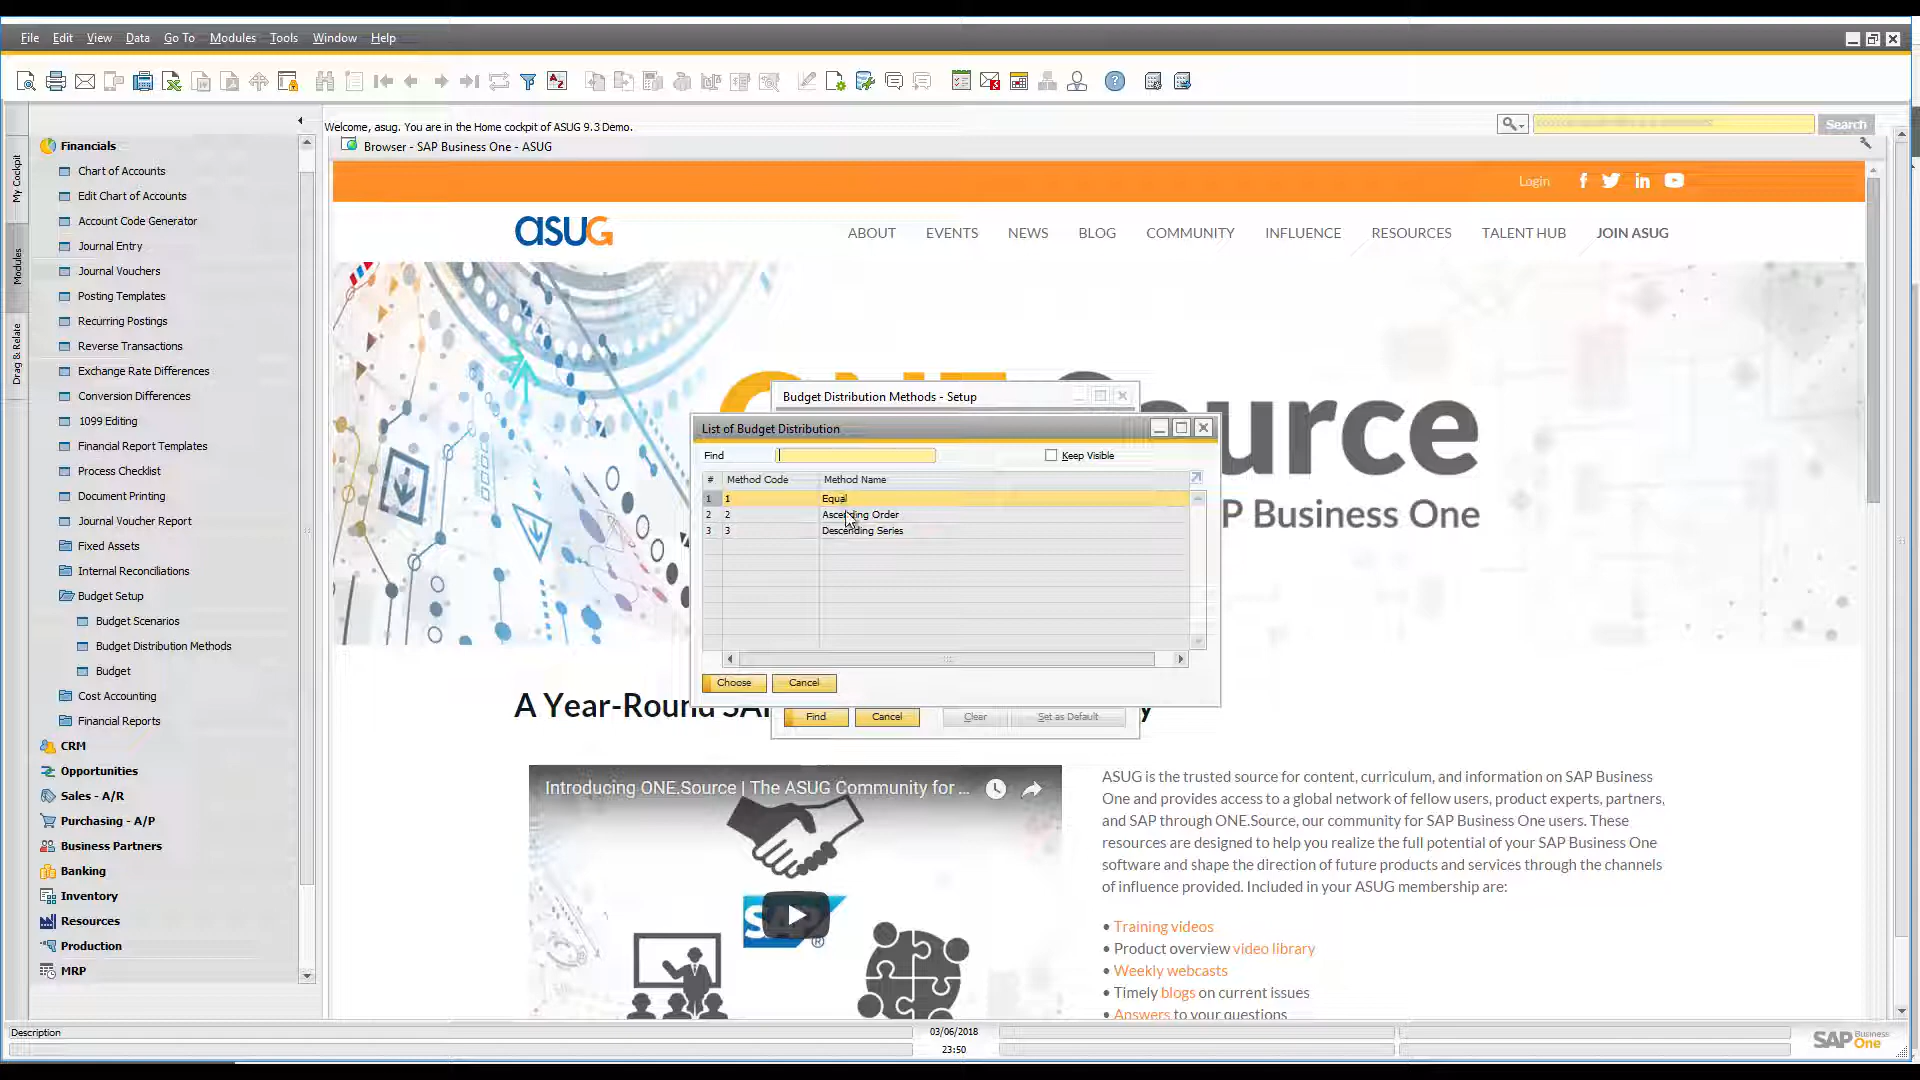 File Edit View Data Go To Modules Tools Window Help
Welcome, asug. You are in the Home cockpit of ASUG 9.3 Demo.
Search
Browser - SAP Business One - ASUG
My Cockpit
Modules
Drag & Relate
Financials
Chart of Accounts
Edit Chart of Accounts
Account Code Generator
Journal Entry
Journal Vouchers
Posting Templates
Recurring Postings
Reverse Transactions
Exchange Rate Differences
Conversion Differences
1099 Editing
Financial Report Templates
Process Checklist
Document Printing
Journal Voucher Report
Fixed Assets
Internal Reconciliations
Budget Setup
Budget Scenarios
Budget Distribution Methods
Budget
Cost Accounting
Financial Reports
CRM
Opportunities
Sales - A/R
Purchasing - A/P
Business Partners
Banking
Inventory
Resources
Production
MRP
Login
asuG
ABOUT EVENTS NEWS BLOG COMMUNITY INFLUENCE RESOURCES TALENT HUB JOIN ASUG
ource
P Business One
Budget Distribution Methods - Setup
List of Budget Distribution
Find
Keep Visible
# Method Code Method Name
1 1 Equal
2 2 Ascending Order
3 3 Descending Series
Choose Cancel
Find Cancel Clear Set as Default
A Year-Round SA y
Introducing ONE.Source | The ASUG Community for ...
SAP
ASUG is the trusted source for content, curriculum, and information on SAP Business
One and provides access to a global network of fellow users, product experts, partners,
and SAP through ONE.Source, our community for SAP Business One users. These
resources are designed to help you realize the full potential of your SAP Business One
software and shape the direction of future products and services through the channels
of influence provided. Included in your ASUG membership are:
• Training videos
• Product overview video library
• Weekly webcasts
• Timely blogs on current issues
• Answers to your questions
Description
03/06/2018
23:50
SAP Business One